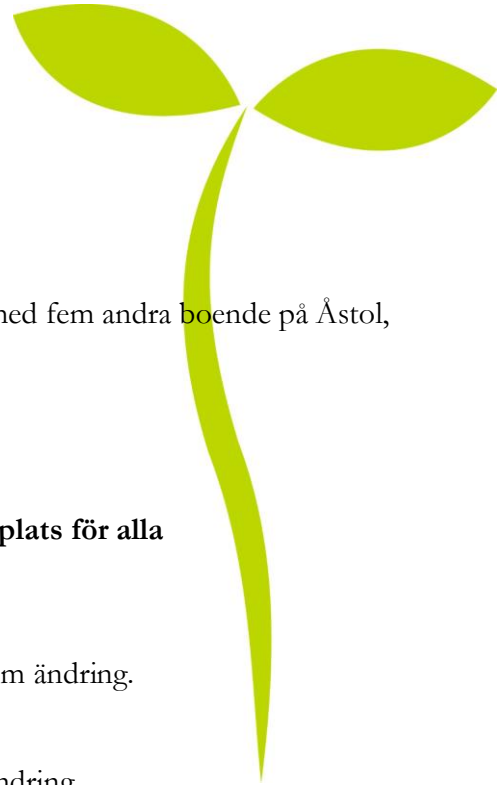 med fem andra boende på Åstol,
plats för alla
m ändring.